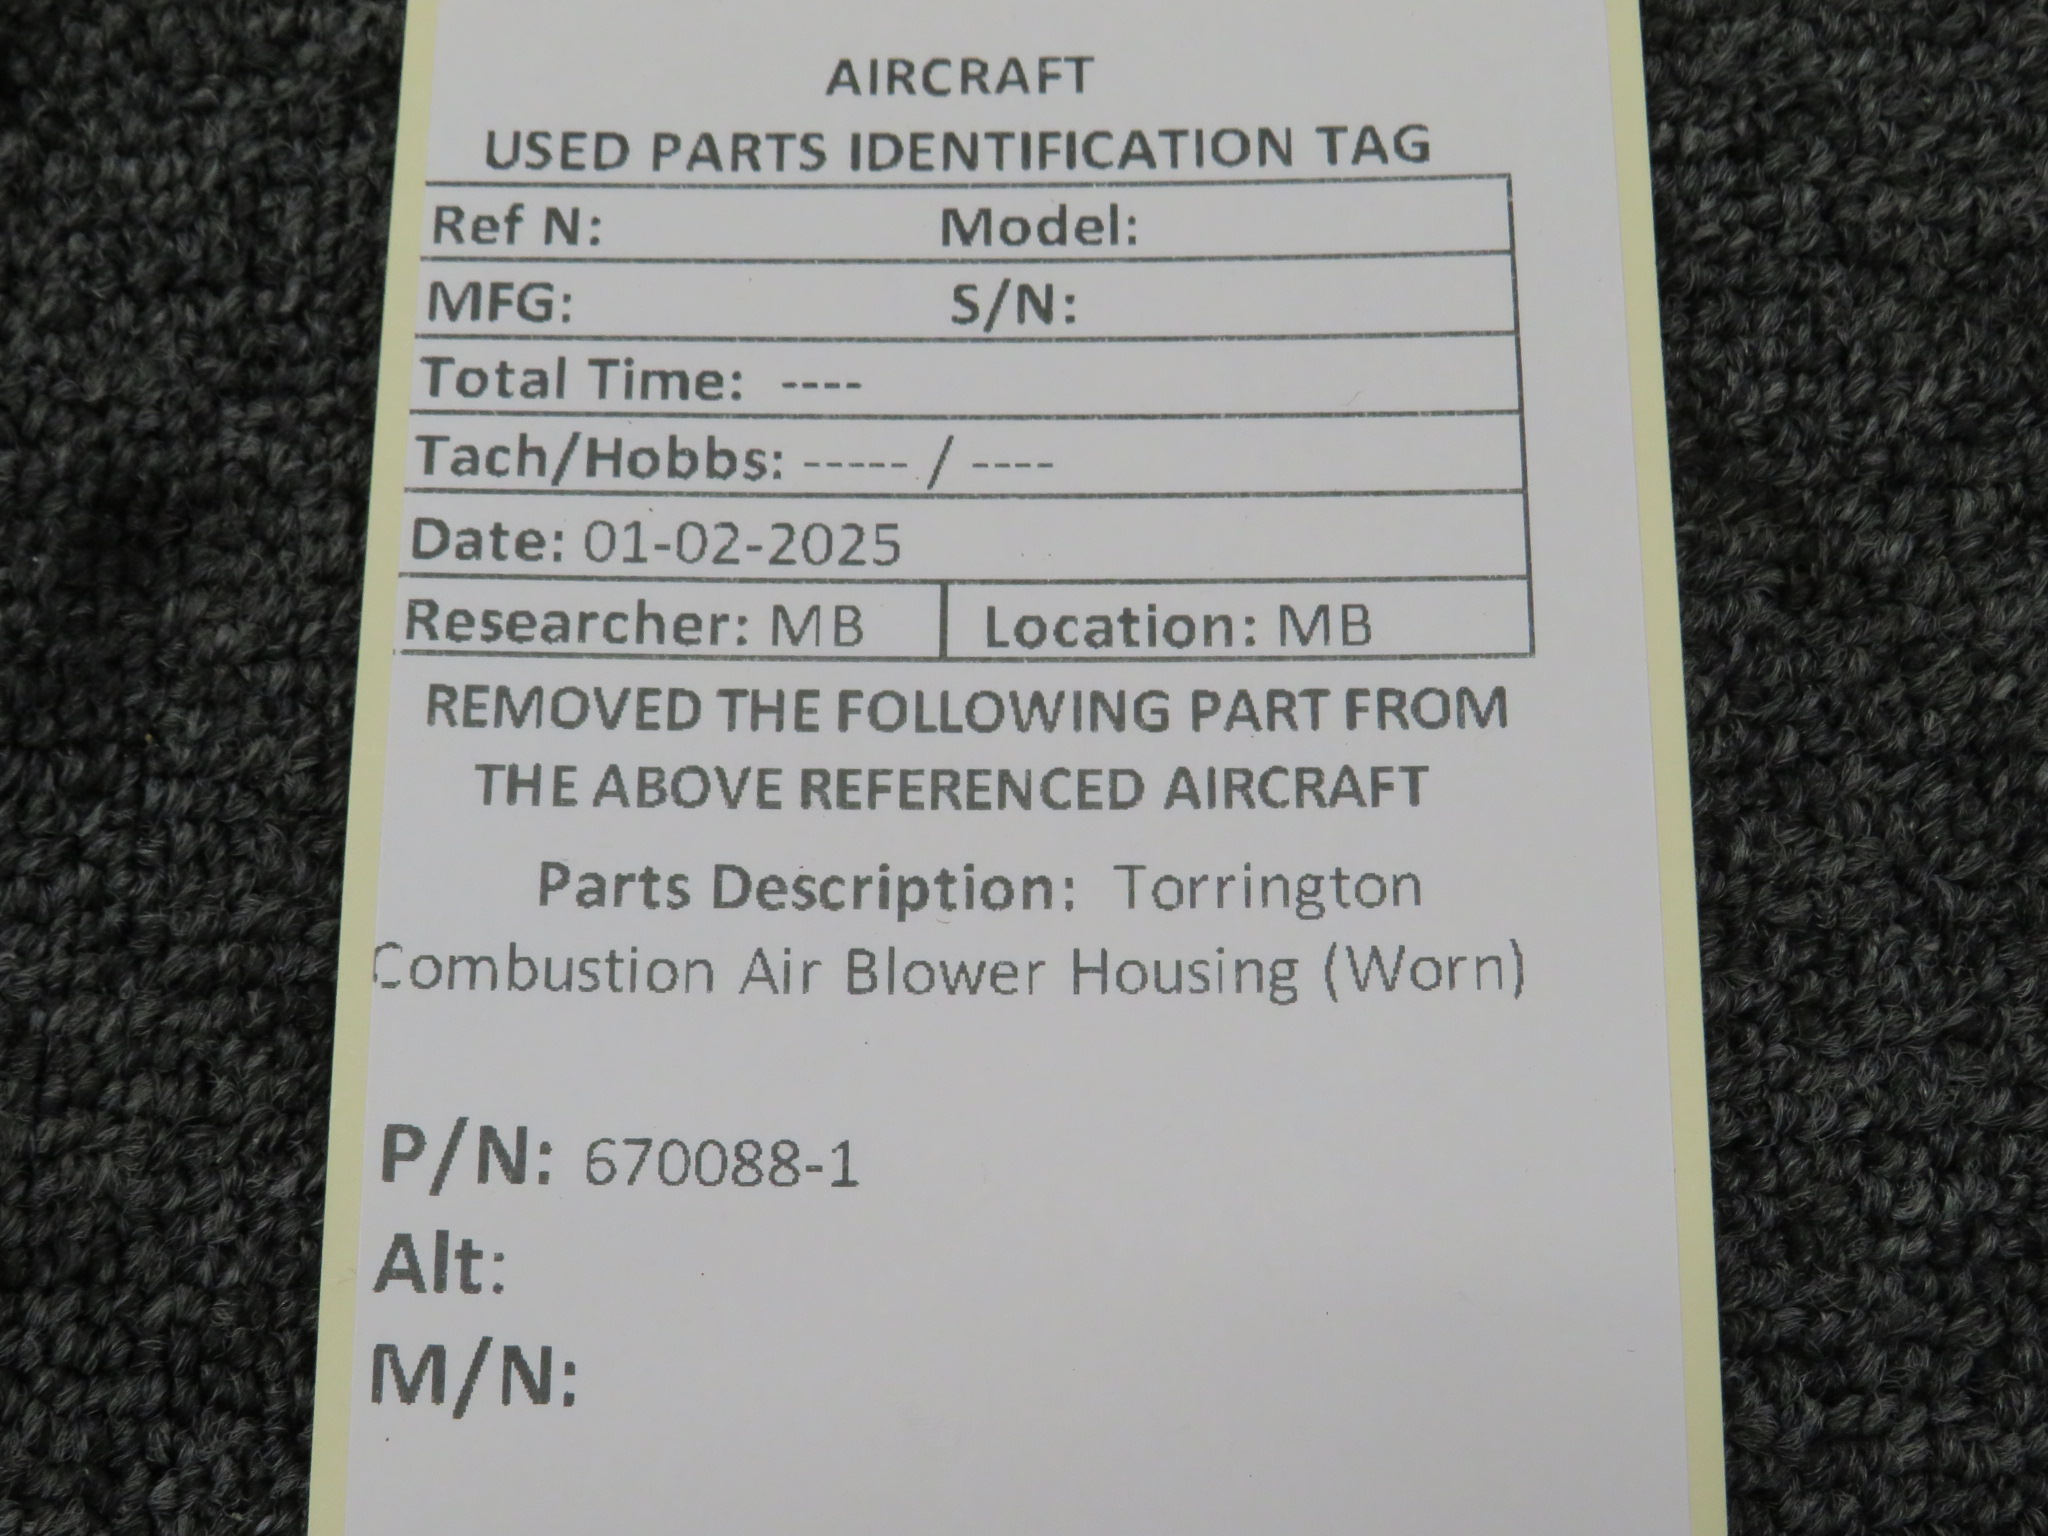 AIRCRAFT
USED PARTS IDENTIFICATION TAG
Ref N: Model:
MFG: S/N:
Total Time: ----
Tach/Hobbs: ----- / ----
Date: 01-02-2025
Researcher: MB Location: MB
REMOVED THE FOLLOWING PART FROM
THE ABOVE REFERENCED AIRCRAFT
Parts Description: Torrington
Combustion Air Blower Housing (Worn)
P/N: 670088-1
Alt:
M/N: